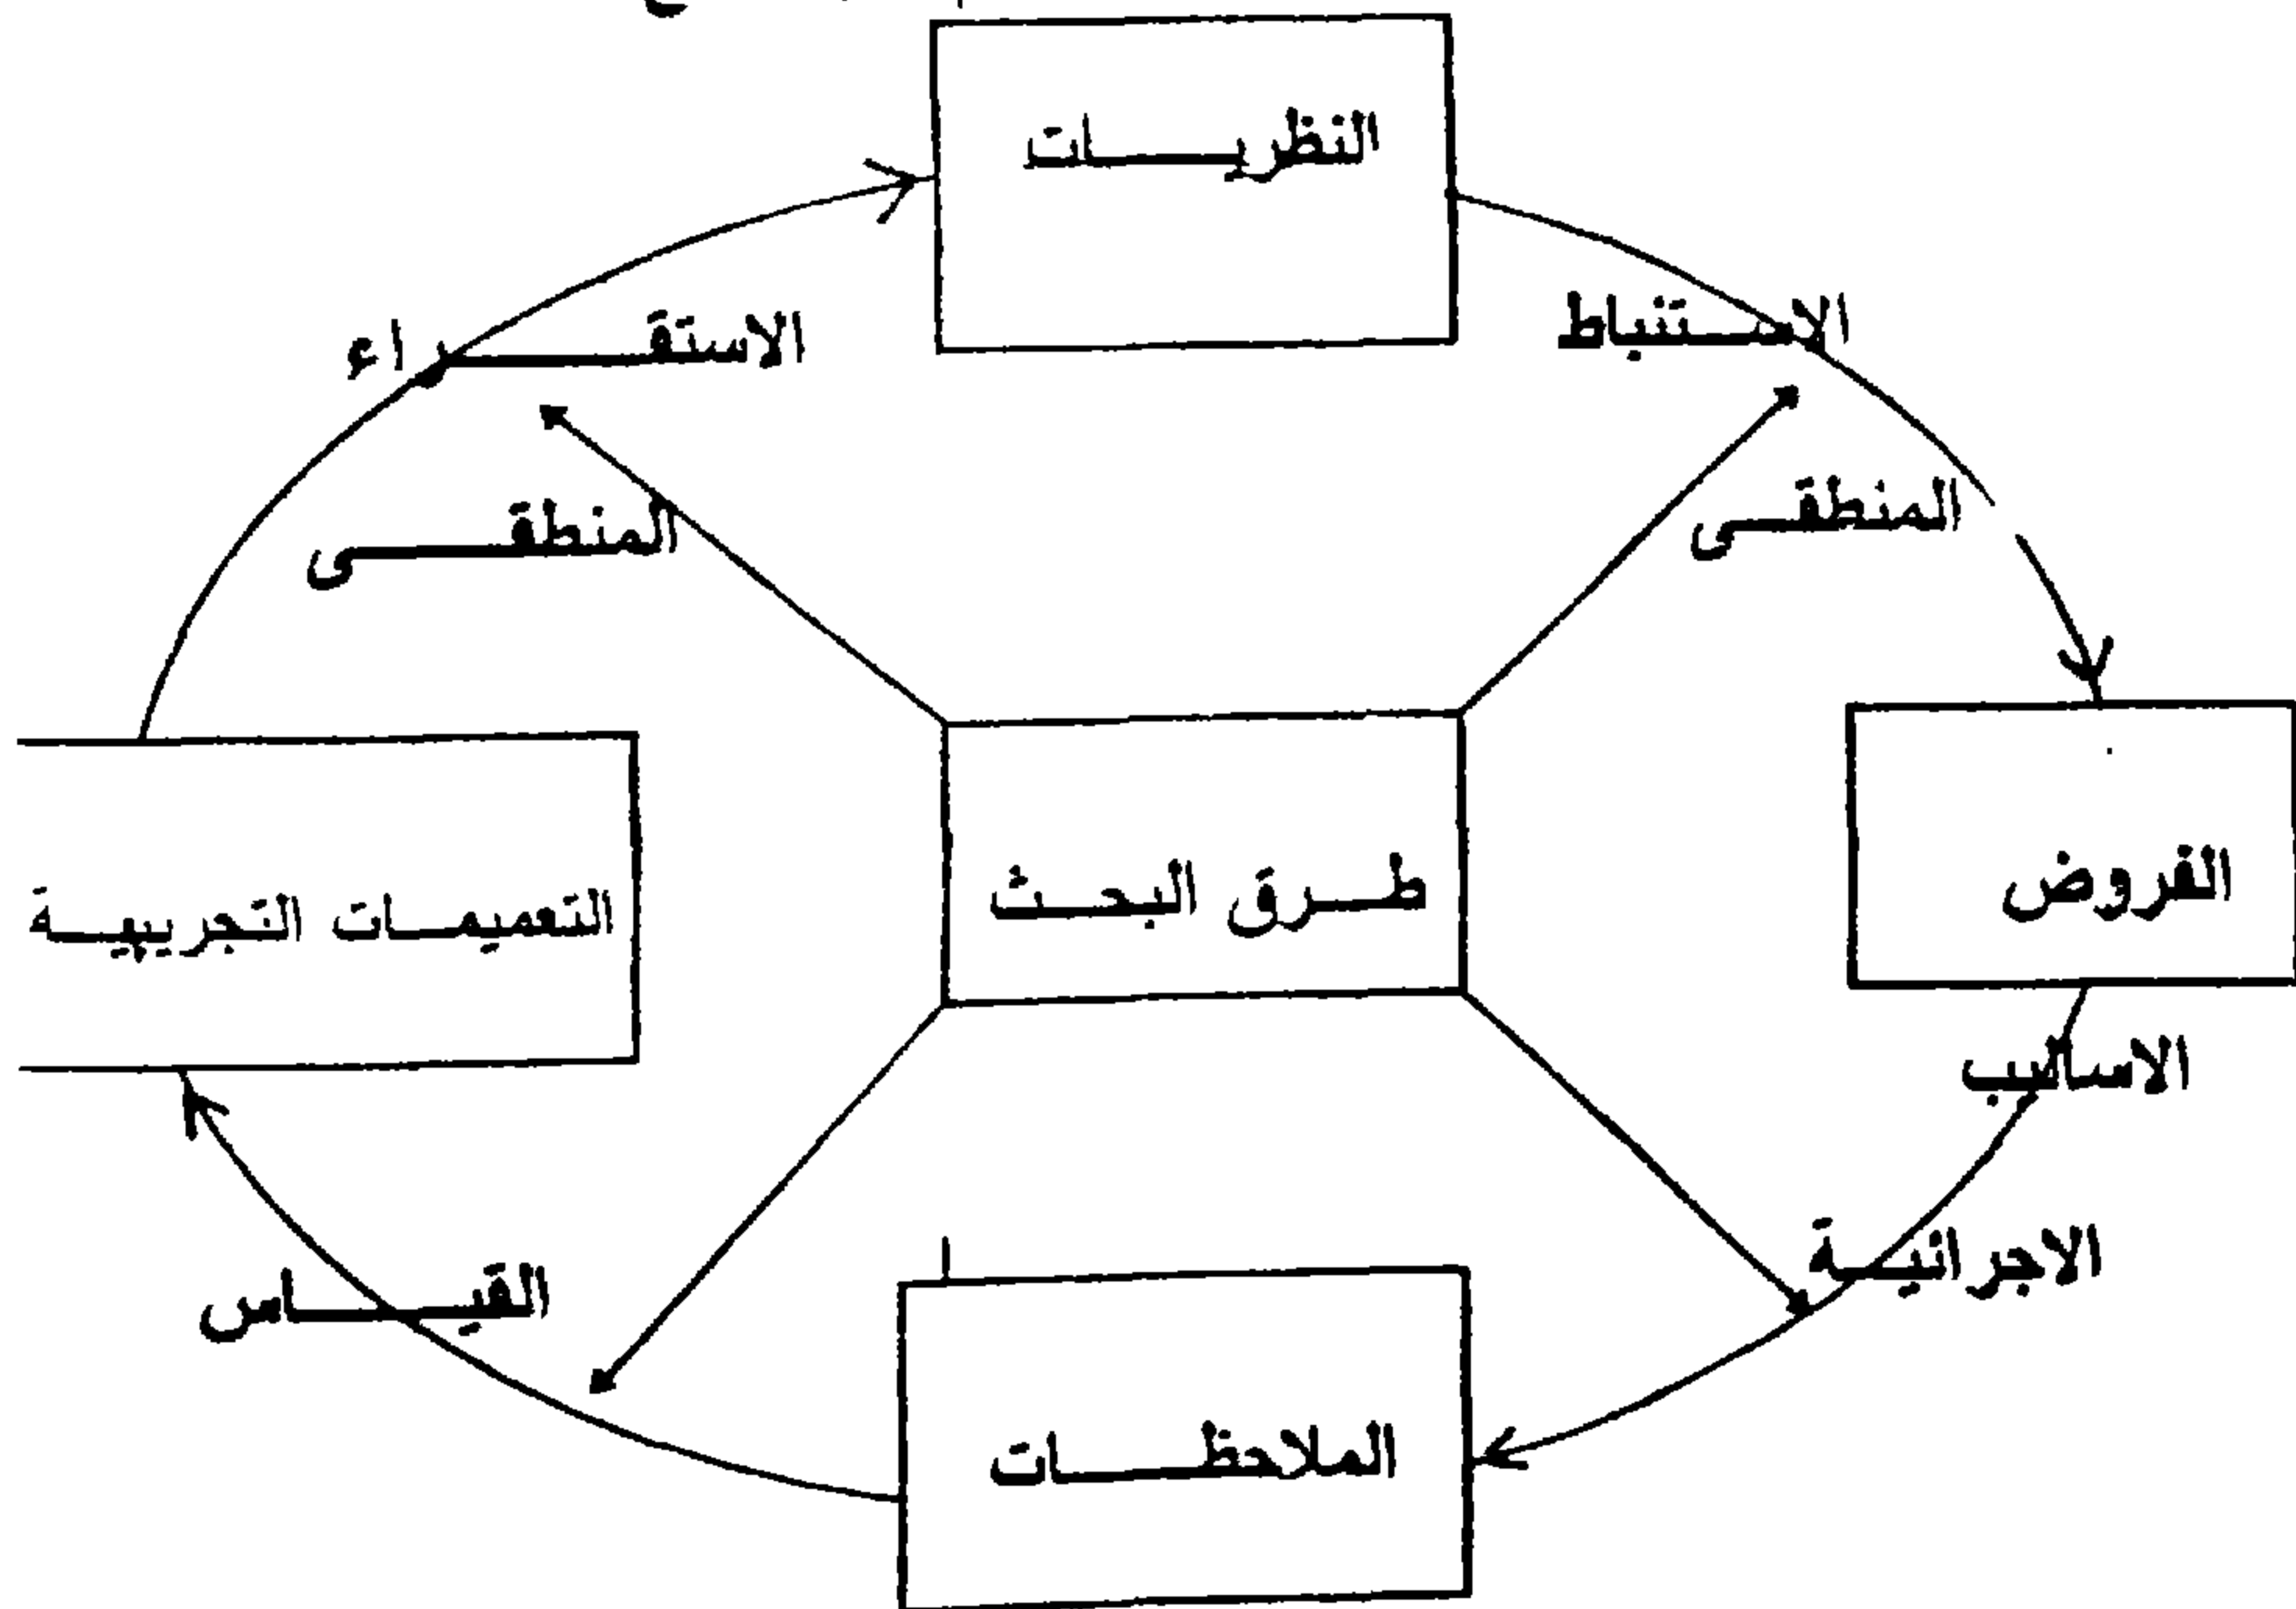 النظريات
الاستنباط
الاستقراء
المنطقى
المنطقى
الفروض
طرق البحث
التعميمات التجريبية
الاساليب
الاجرائية
القياس
الملاحظات